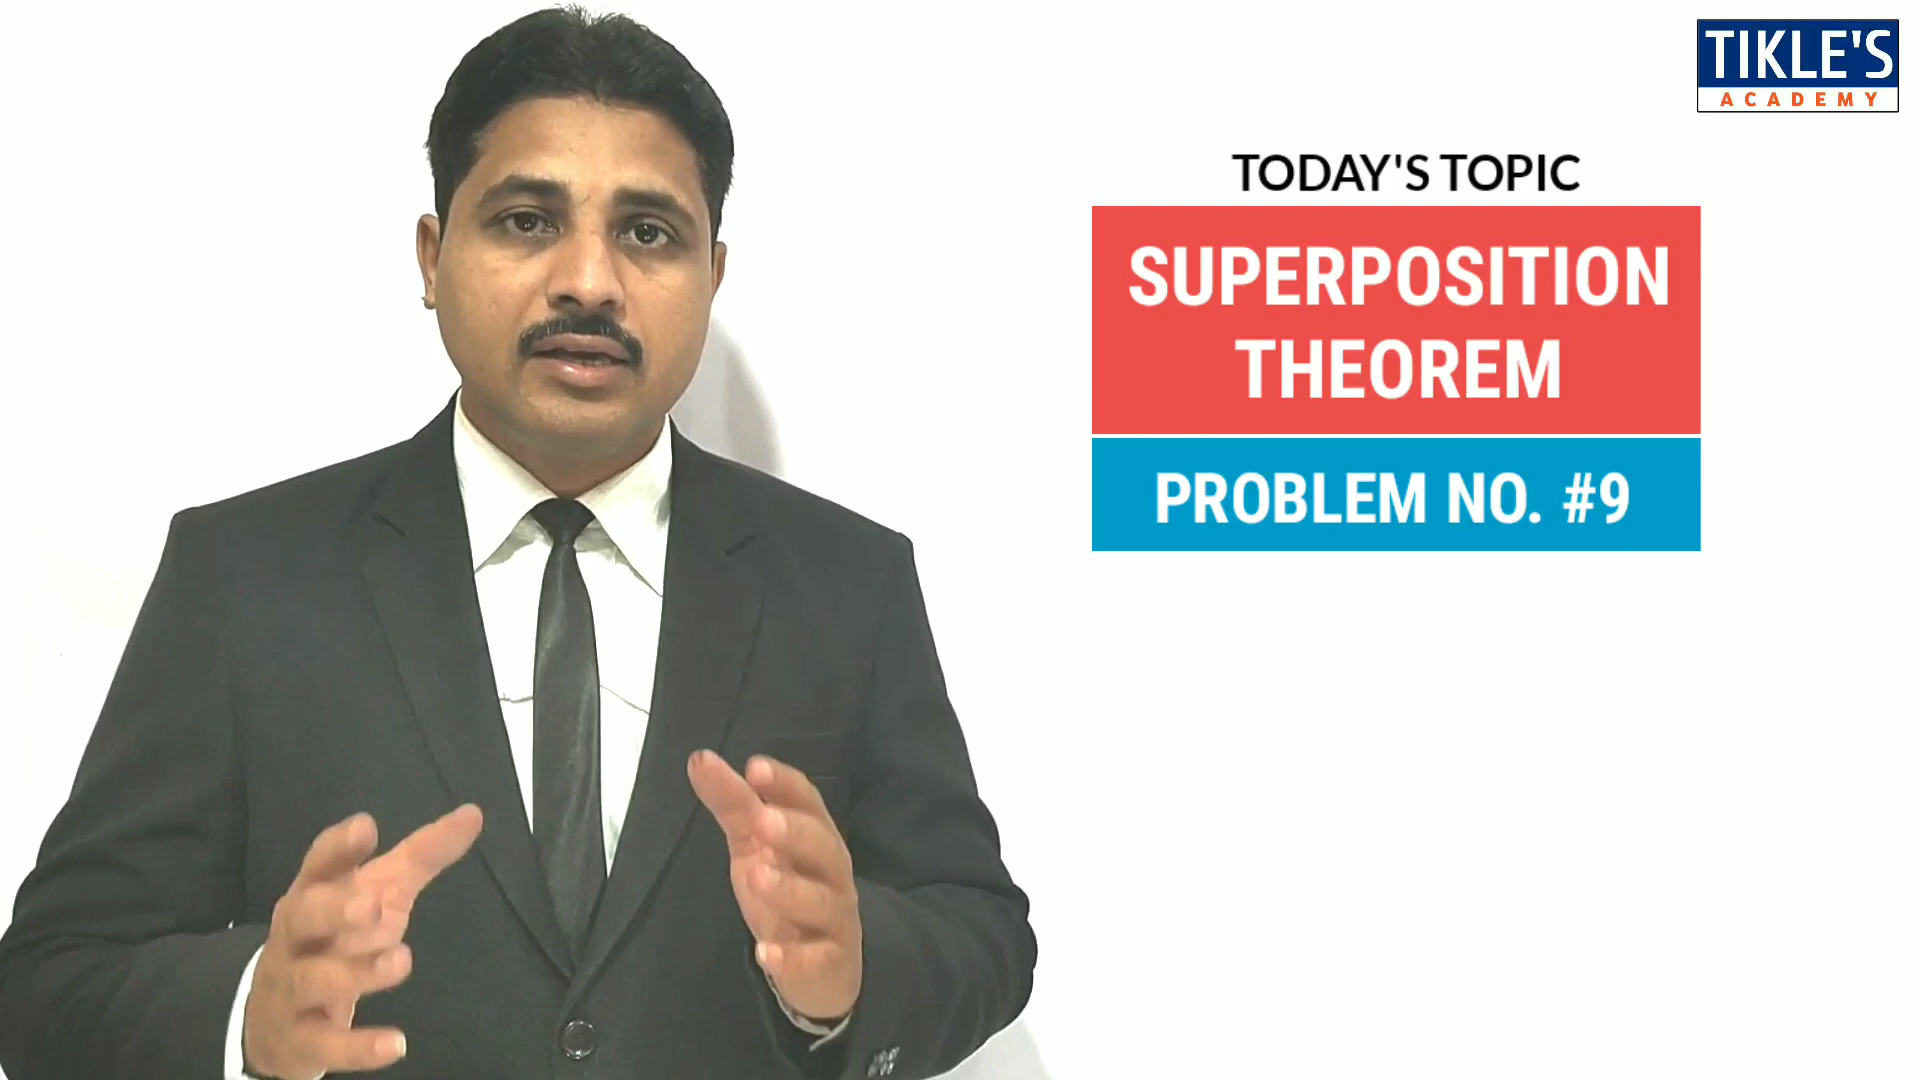 TIKLE'S
ACADEMY
TODAY'S TOPIC
SUPERPOSITION
THEOREM
PROBLEM NO. #9